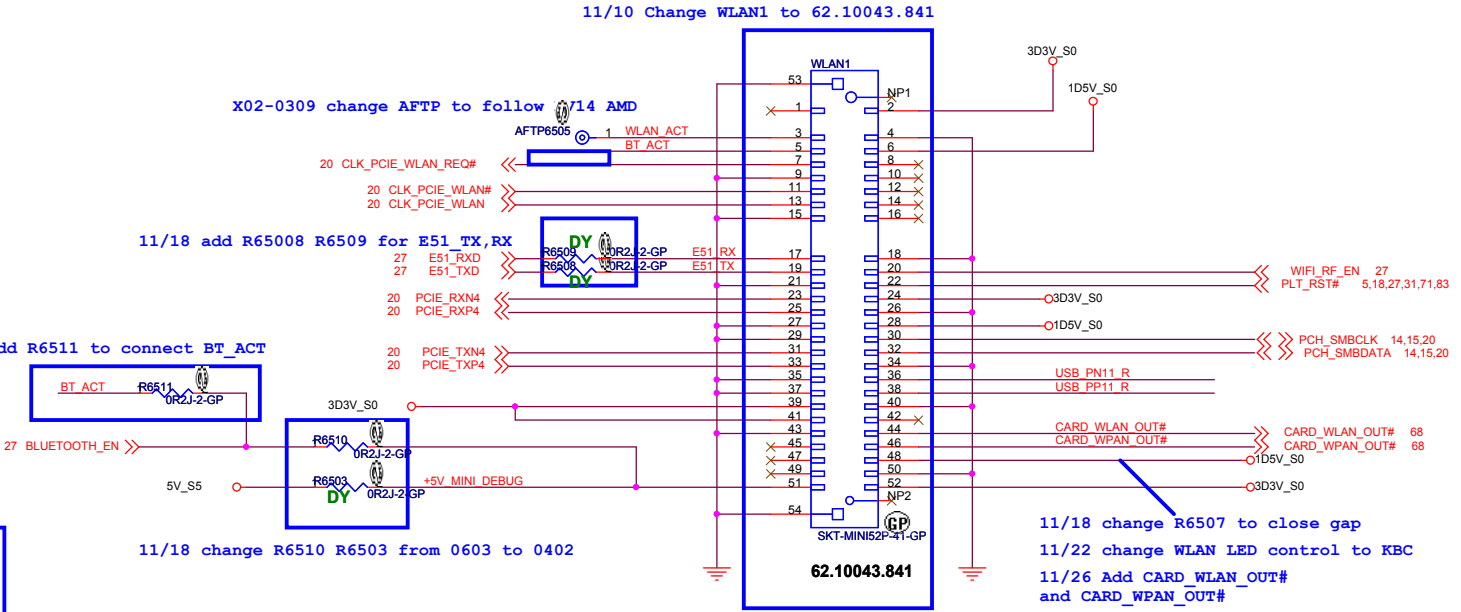 11/10 Change WLAN1 to 62.10043.841
WLAN1
3D3V_S0
1D5V_S0
X02-0309 change AFTP to follow
14 AMD
AFTP6505
1 WLAN_ACT
BT_ACT
20 CLK_PCIE_WLAN_REQ#
20 CLK_PCIE_WLAN#
20 CLK_PCIE_WLAN
11/18 add R65008 R6509 for E51_TX,RX
DY
R6509 0R2J-2-GP E51_RX
R6508 0R2J-2-GP E51_TX
DY
27 E51_RXD
27 E51_TXD
20 PCIE_RXN4
20 PCIE_RXP4
20 PCIE_TXN4
20 PCIE_TXP4
R6511 to connect BT_ACT
BT_ACT R6511
0R2J-2-GP
3D3V_S0
27 BLUETOOTH_EN
R6510
0R2J-2-GP
5V_S5
R6503
DY 0R2J-2-GP
+5V_MINI_DEBUG
11/18 change R6510 R6503 from 0603 to 0402
53 NP1
1 2
3 4
5 6
7 8
9 10
11 12
13 14
15 16
17 18
19 20
21 22
23 24
25 26
27 28
29 30
31 32
33 34
35 36
37 38
39 40
41 42
43 44
45 46
47 48
49 50
51 52
54 NP2
GP
SKT-MINI52P-41-GP
62.10043.841
WIFI_RF_EN 27
PLT_RST# 5,18,27,31,71,83
3D3V_S0
1D5V_S0
PCH_SMBCLK 14,15,20
PCH_SMBDATA 14,15,20
USB_PN11_R
USB_PP11_R
CARD_WLAN_OUT# CARD_WLAN_OUT# 68
CARD_WPAN_OUT# CARD_WPAN_OUT# 68
1D5V_S0
3D3V_S0
11/18 change R6507 to close gap
11/22 change WLAN LED control to KBC
11/26 Add CARD_WLAN_OUT#
and CARD_WPAN_OUT#